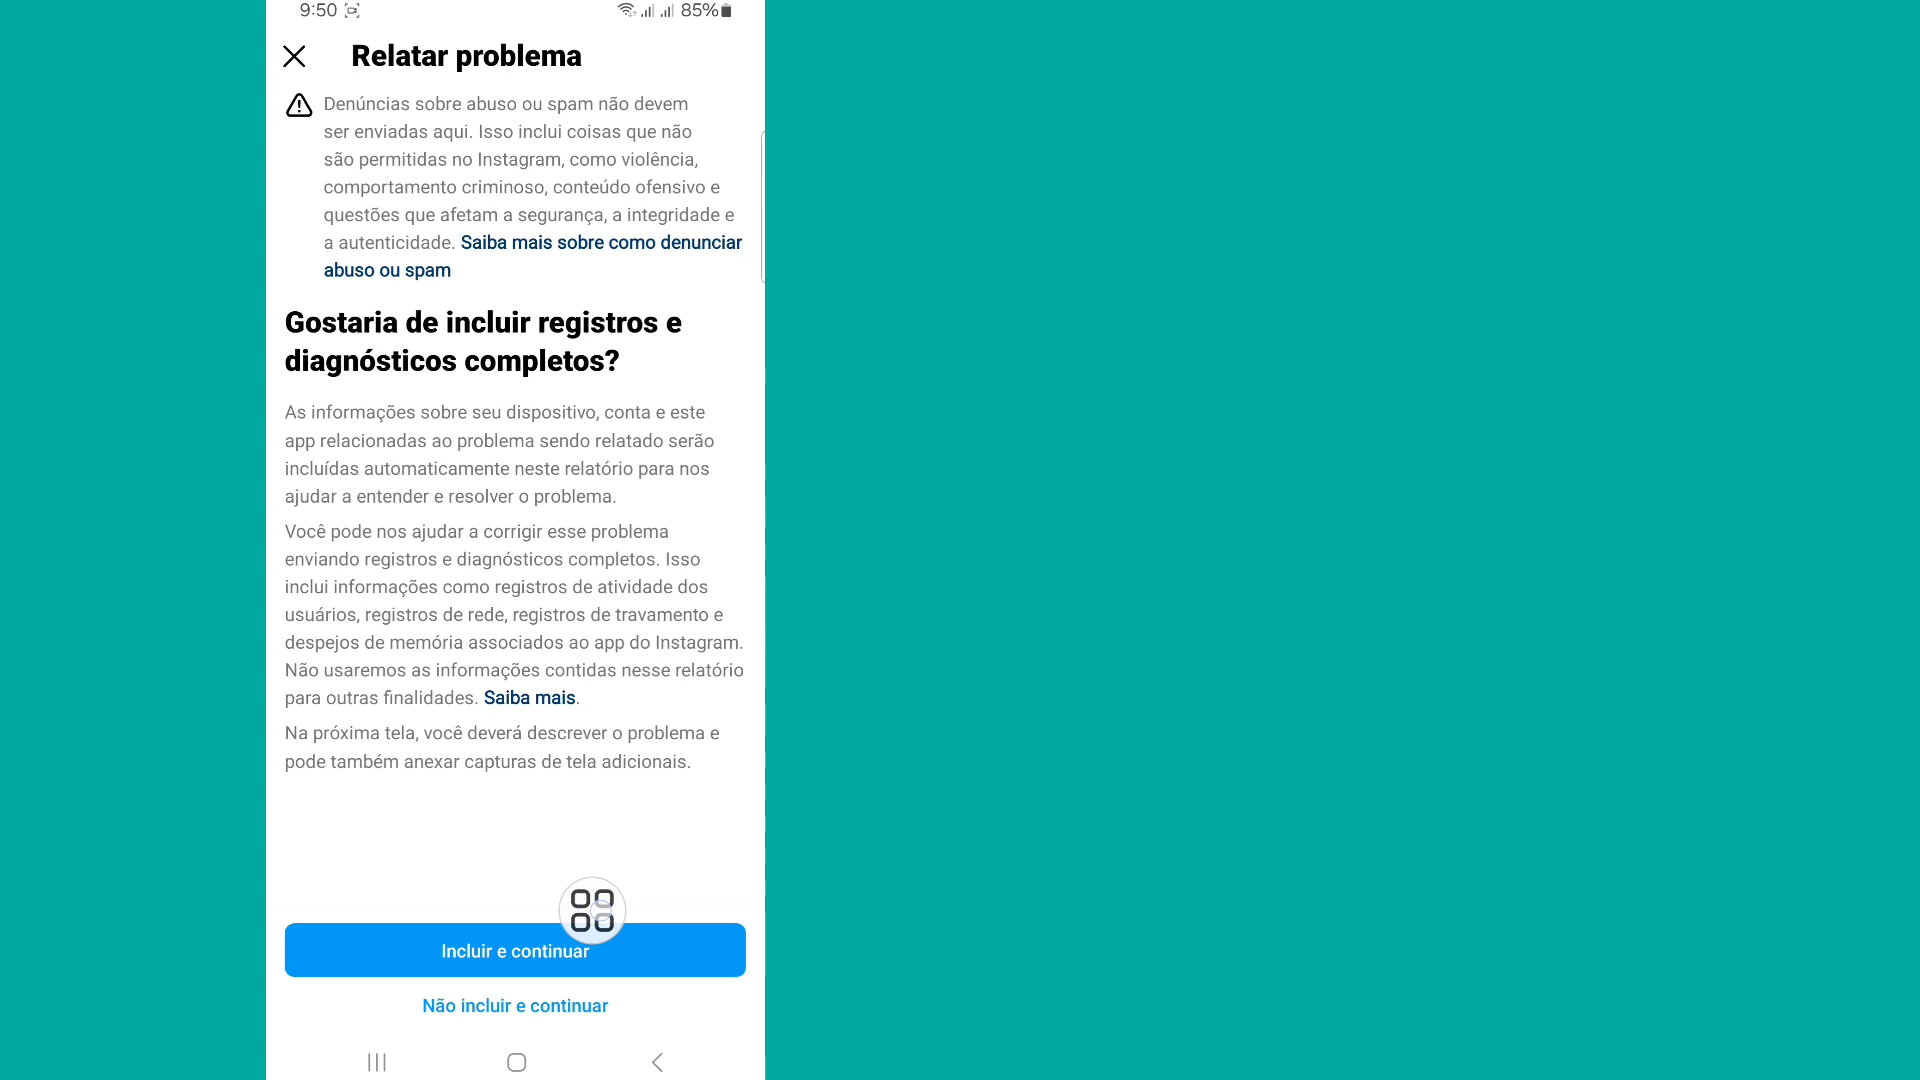 9:50
85%
Relatar problema
Denúncias sobre abuso ou spam não devem
ser enviadas aqui. Isso inclui coisas que não
são permitidas no Instagram, como violência,
comportamento criminoso, conteúdo ofensivo e
questões que afetam a segurança, a integridade e
a autenticidade. Saiba mais sobre como denunciar
abuso ou spam
Gostaria de incluir registros e
diagnósticos completos?
As informações sobre seu dispositivo, conta e este
app relacionadas ao problema sendo relatado serão
incluídas automaticamente neste relatório para nos
ajudar a entender e resolver o problema.
Você pode nos ajudar a corrigir esse problema
enviando registros e diagnósticos completos. Isso
inclui informações como registros de atividade dos
usuários, registros de rede, registros de travamento e
despejos de memória associados ao app do Instagram.
Não usaremos as informações contidas nesse relatório
para outras finalidades. Saiba mais.
Na próxima tela, você deverá descrever o problema e
pode também anexar capturas de tela adicionais.
Incluir e continuar
Não incluir e continuar